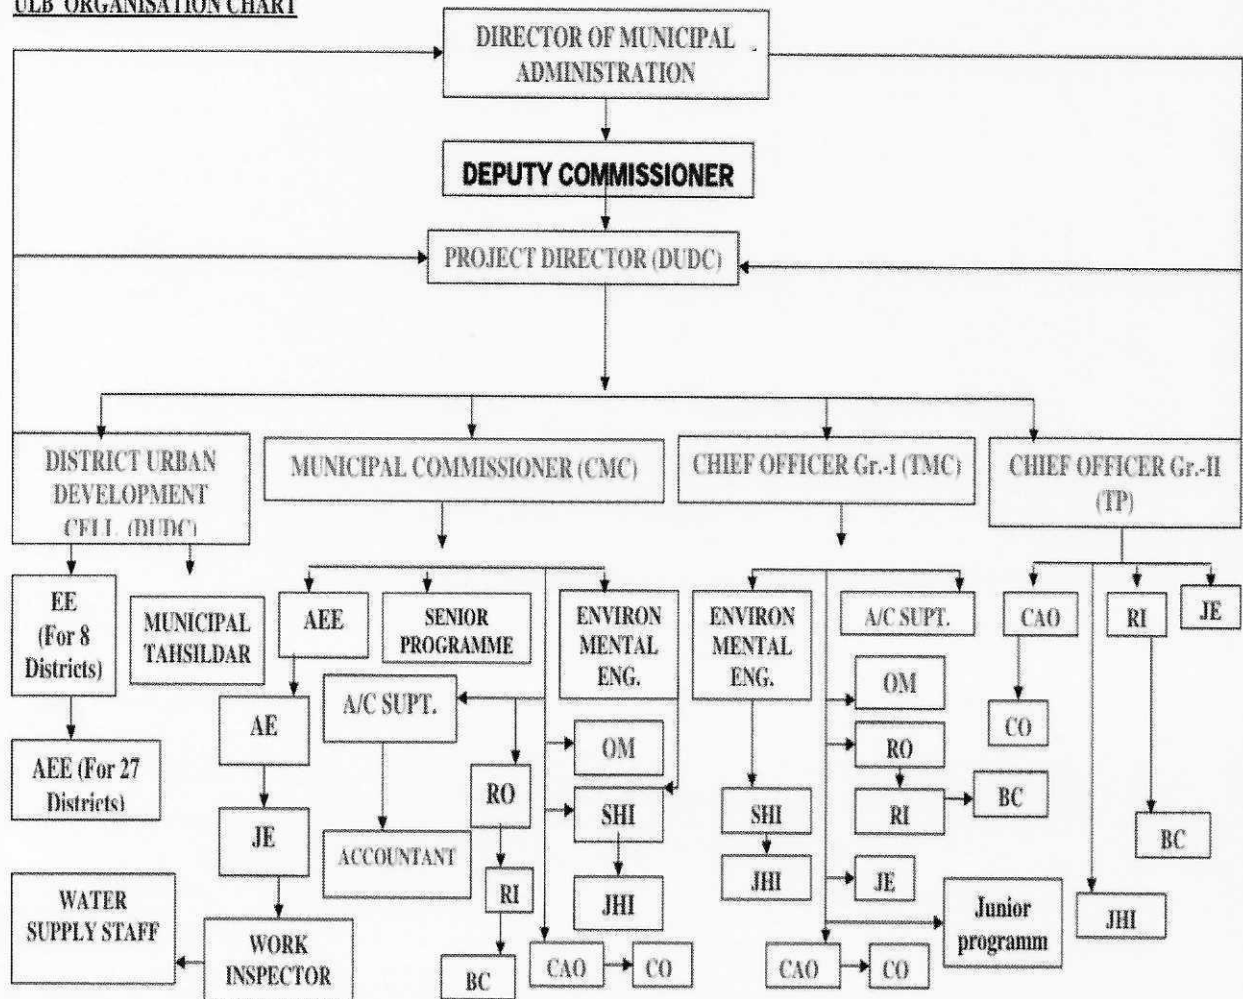 ULB ORGANISATION CHART
DIRECTOR OF MUNICIPAL
ADMINISTRATION
DEPUTY COMMISSIONER
PROJECT DIRECTOR (DUDC)
DISTRICT URBAN
DEVELOPMENT
CELL (DUDC)
MUNICIPAL COMMISSIONER (CMC)
CHIEF OFFICER Gr.-I (TMC)
CHIEF OFFICER Gr.-II
(TP)
EE
(For 8
Districts)
MUNICIPAL
TAHSILDAR
AEE
SENIOR
PROGRAMME
ENVIRON
MENTAL
ENG.
ENVIRON
MENTAL
ENG.
A/C SUPT.
CAO
RI
JE
AEE (For 27
Districts)
AE
A/C SUPT.
RO
OM
OM
RO
CO
JE
ACCOUNTANT
SHI
SHI
RI
BC
BC
RI
JHI
JHI
JE
Junior
programm
JHI
WATER
SUPPLY STAFF
WORK
INSPECTOR
BC
CAO
CO
CAO
CO